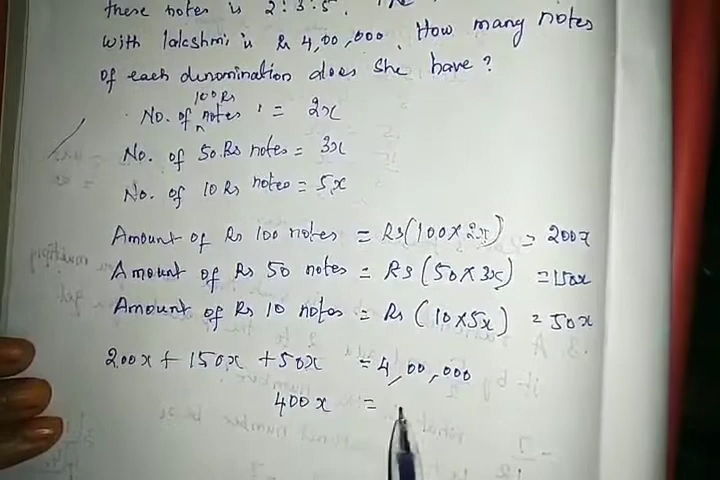 these notes is 2:3:5. The
with lakshmi is Rs 4,00,000. How many notes
of each denomination does she have?
100 Rs
No. of notes = 2x
No. of 50 Rs notes = 3x
No. of 10 Rs notes = 5x
Amount of Rs 100 notes = Rs (100 × 2x) = 200x
Amount of Rs 50 notes = Rs (50 × 3x) = 150x
Amount of Rs 10 notes = Rs (10 × 5x) = 50x
200x + 150x + 50x = 4,00,000
400x =